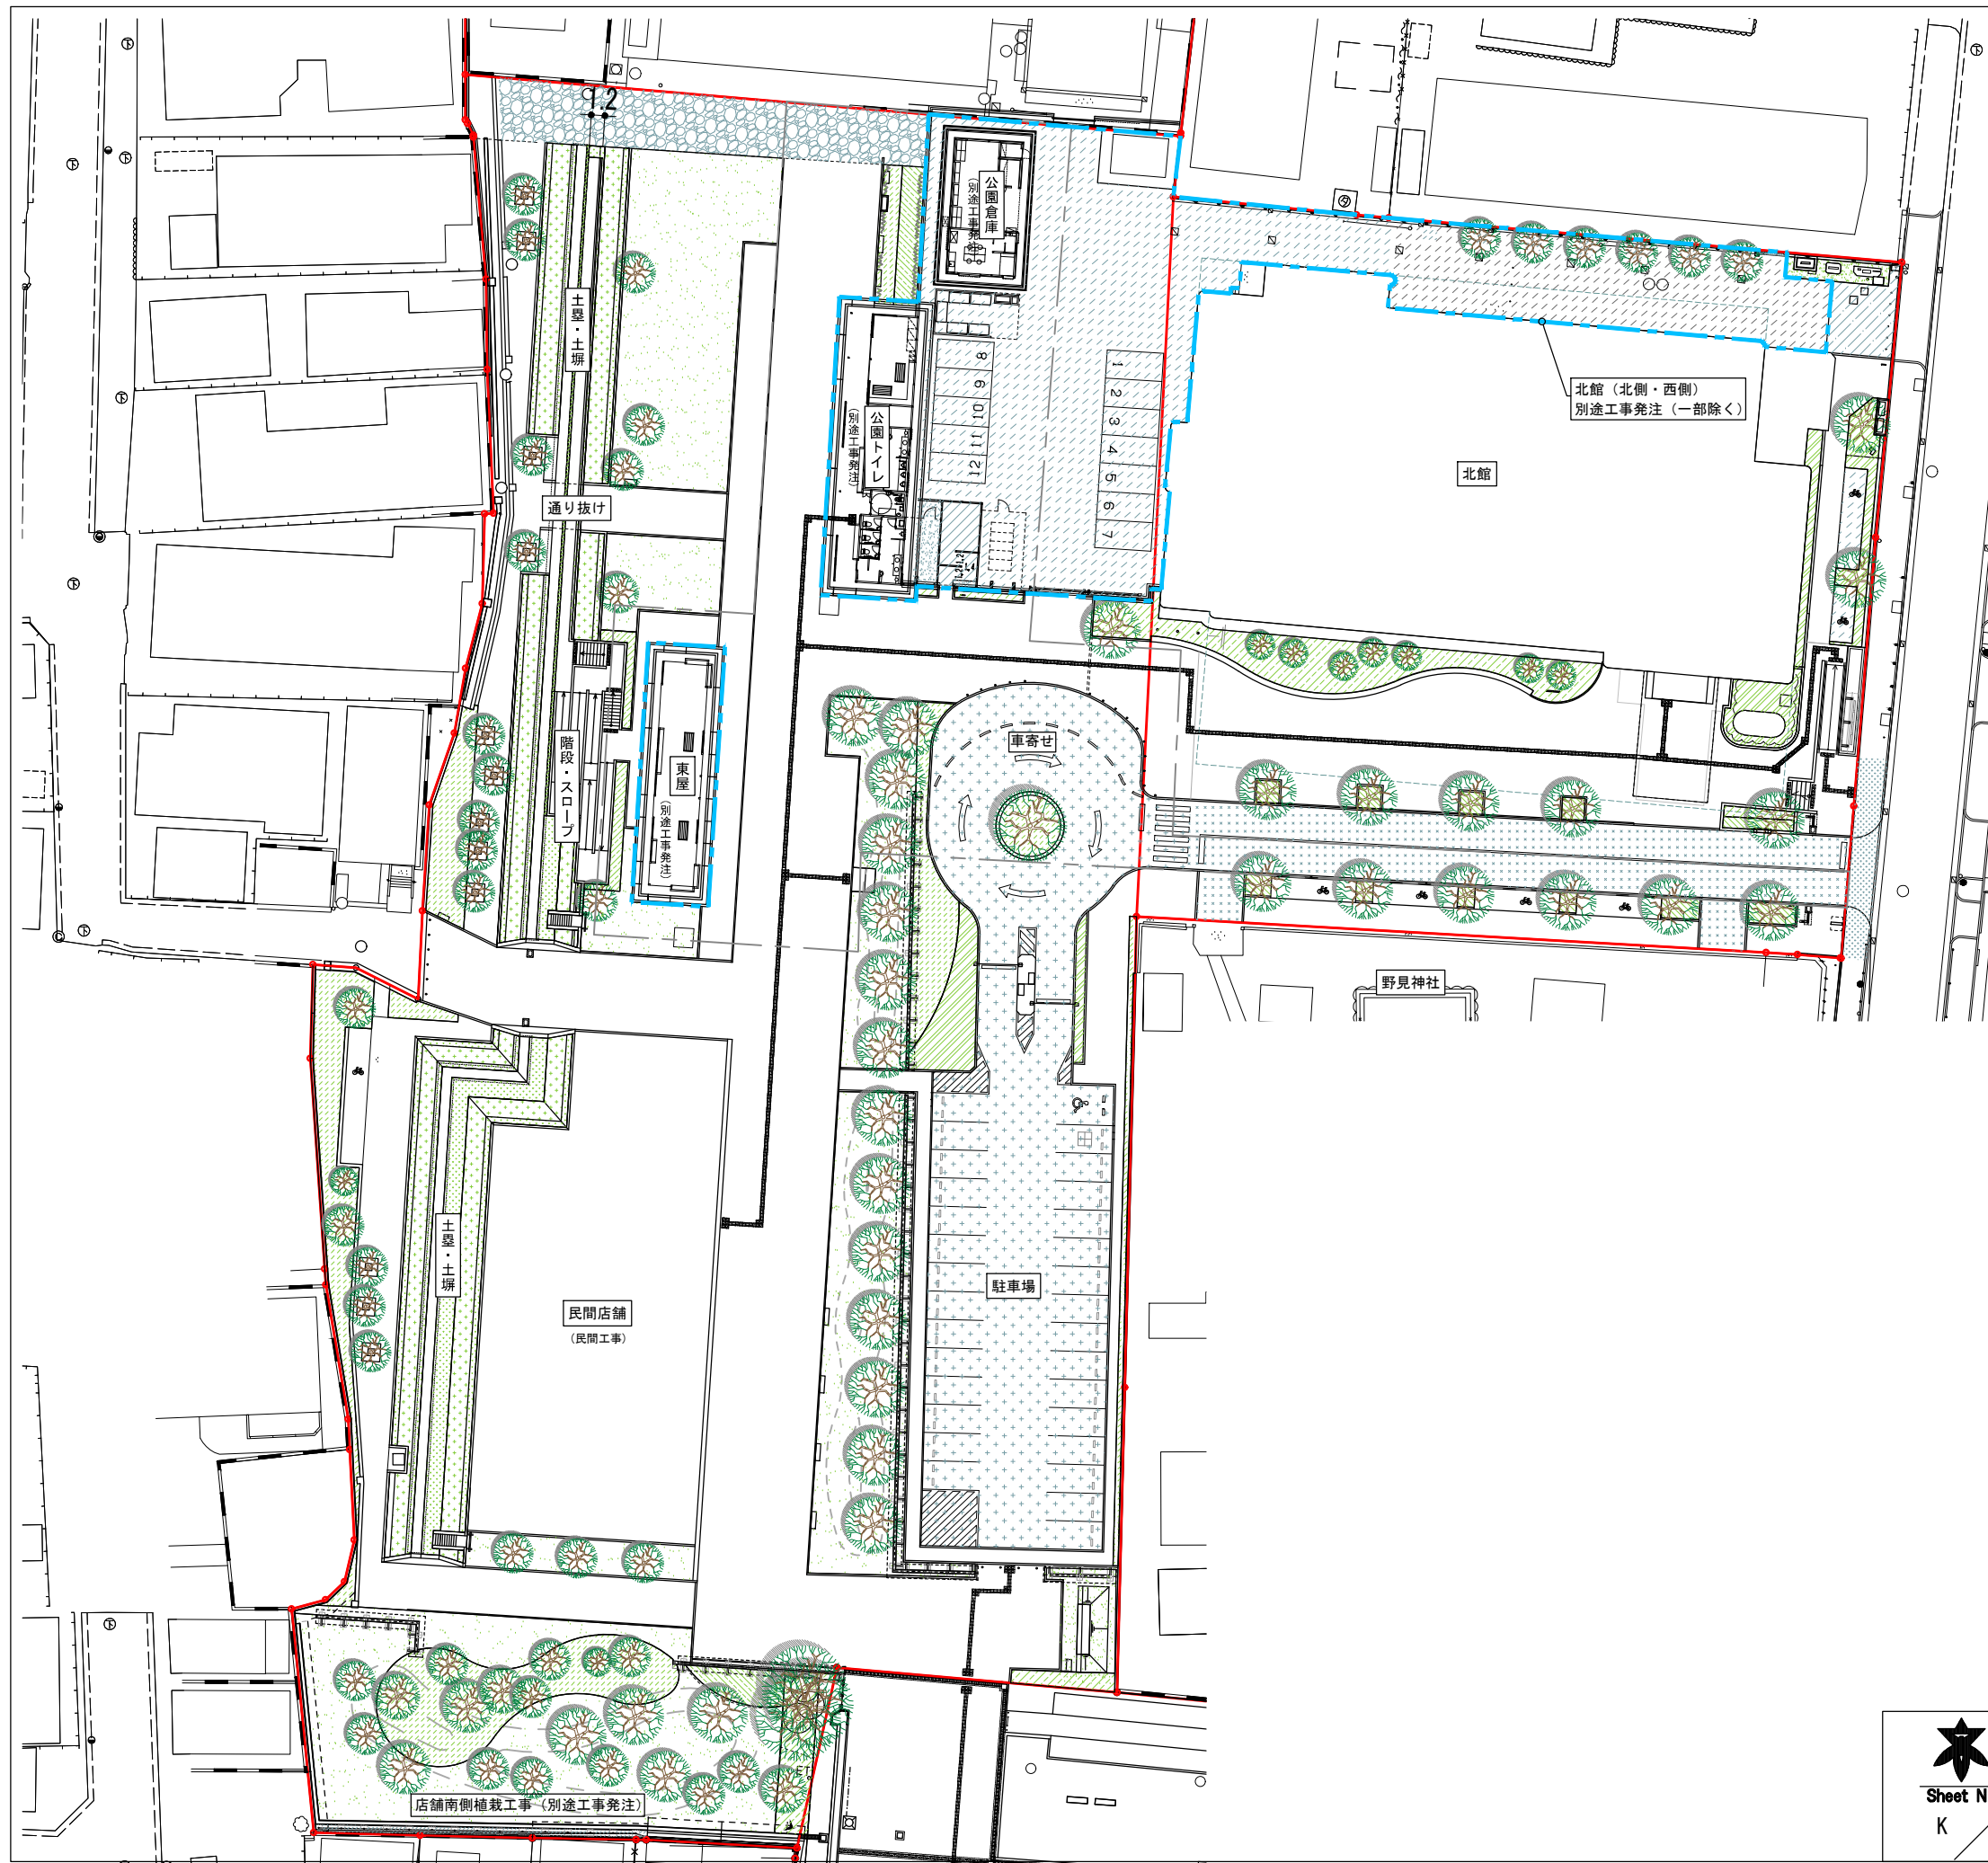 1.2
公園倉庫
(別途工事発注)
土塁・土塀
8
9
10
11
12
1
2
3
4
5
6
7
公園トイレ
(別途工事発注)
北館（北側・西側）
別途工事発注（一部除く）
北館
通り抜け
階段・スロープ
東屋
(別途工事発注)
車寄せ
野見神社
土塁・土塀
民間店舗
(民間工事)
駐車場
店舗南側植栽工事（別途工事発注）
Sheet N
K